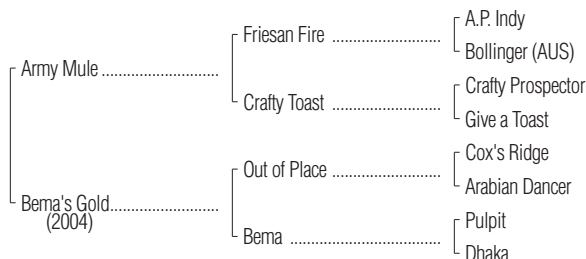 A.P. Indy
Friesan Fire ........................
Bollinger (AUS)
Army Mule ..........................
Crafty Prospector
Crafty Toast ........................
Give a Toast
Cox's Ridge
Out of Place ........................
Arabian Dancer
Bema's Gold........................
(2004)
Pulpit
Bema ................................
Dhaka